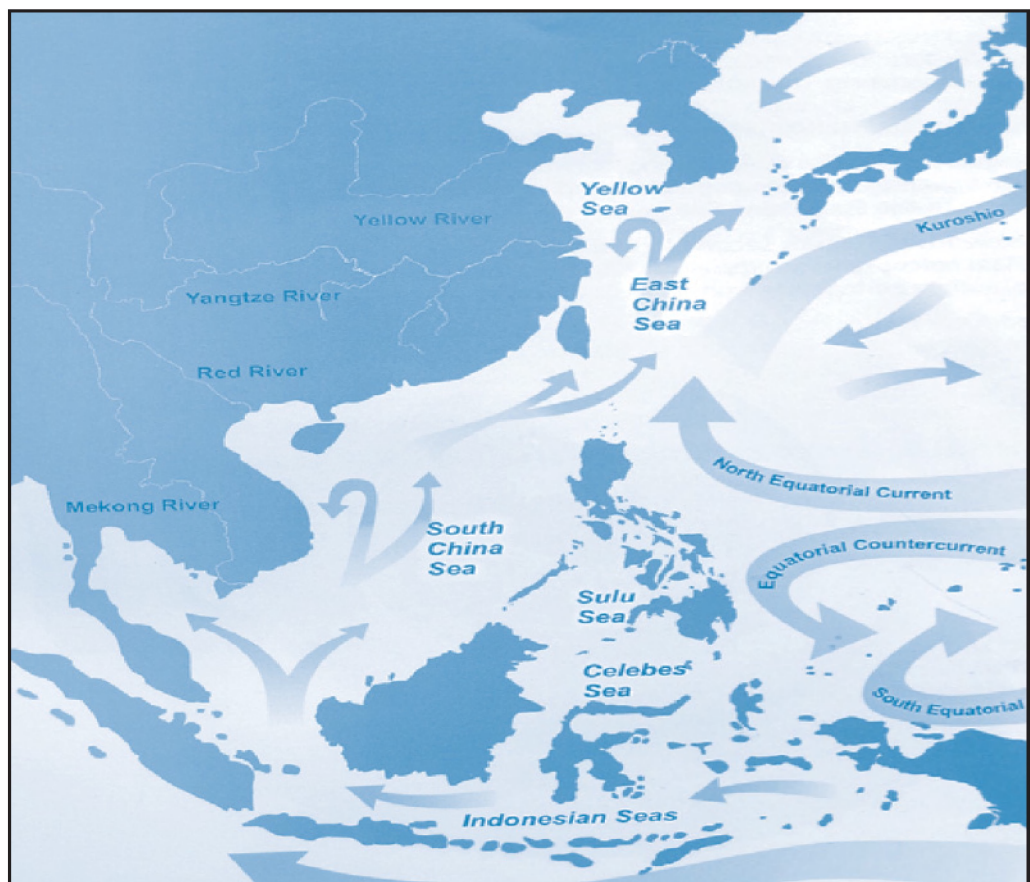 Yellow
Sea
Yellow River
Kuroshio
Yangtze River
East
China
Sea
Red River
North Equatorial Current
Mekong River
South
China
Sea
Equatorial Countercurrent
Sulu
Sea
Celebes
Sea
South Equatorial
Indonesian Seas